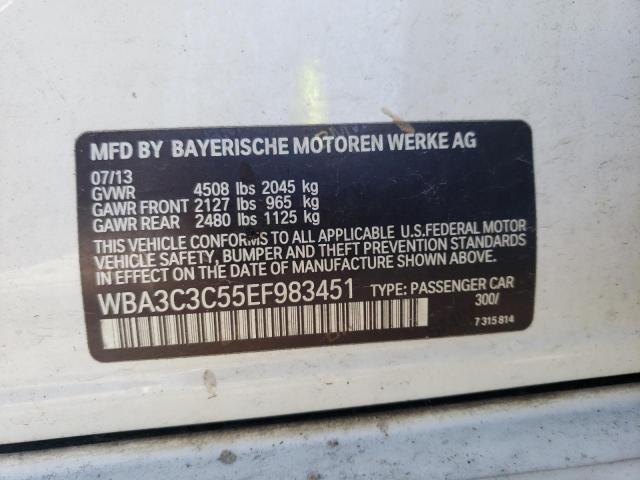 MFD BY BAYERISCHE MOTOREN WERKE AG
07/13
GVWR 4508 lbs 2045 kg
GAWR FRONT 2127 lbs 965 kg
GAWR REAR 2480 lbs 1125 kg
THIS VEHICLE CONFORMS TO ALL APPLICABLE U.S.FEDERAL MOTOR
VEHICLE SAFETY, BUMPER AND THEFT PREVENTION STANDARDS
IN EFFECT ON THE DATE OF MANUFACTURE SHOWN ABOVE.
WBA3C3C55EF983451 TYPE: PASSENGER CAR
300/
7 315 814